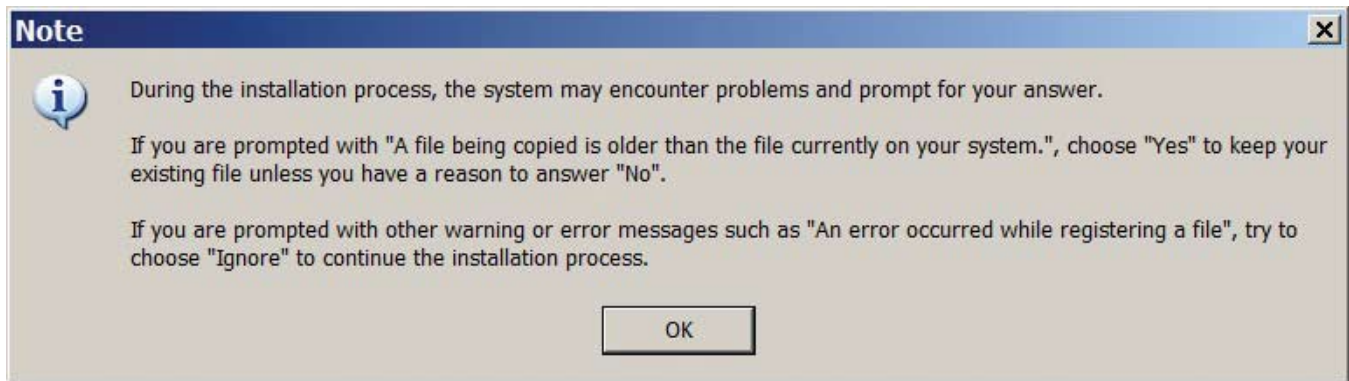 Note
During the installation process, the system may encounter problems and prompt for your answer.
If you are prompted with "A file being copied is older than the file currently on your system.", choose "Yes" to keep your
existing file unless you have a reason to answer "No".
If you are prompted with other warning or error messages such as "An error occurred while registering a file", try to
choose "Ignore" to continue the installation process.
OK